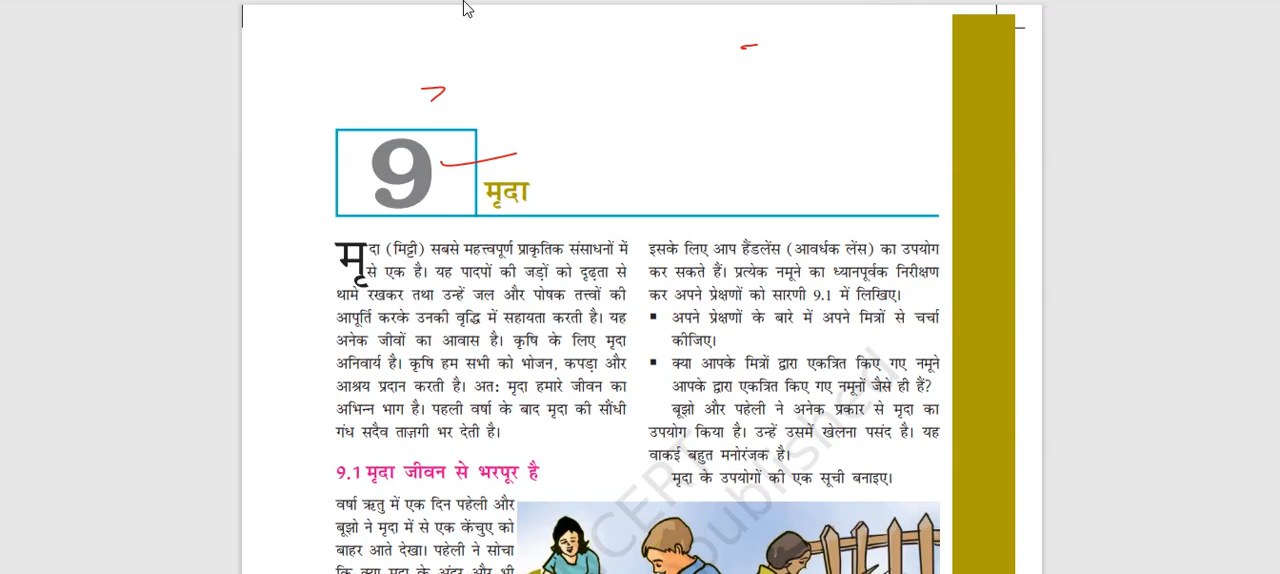 9
मृदा
मृदा (मिट्टी) सबसे महत्त्वपूर्ण प्राकृतिक संसाधनों में
से एक है। यह पादपों की जड़ों को दृढ़ता से
थामे रखकर तथा उन्हें जल और पोषक तत्त्वों की
आपूर्ति करके उनकी वृद्धि में सहायता करती है। यह
अनेक जीवों का आवास है। कृषि के लिए मृदा
अनिवार्य है। कृषि हम सभी को भोजन, कपड़ा और
आश्रय प्रदान करती है। अतः मृदा हमारे जीवन का
अभिन्न भाग है। पहली वर्षा के बाद मृदा की सौंधी
गंध सदैव ताज़गी भर देती है।
9.1 मृदा जीवन से भरपूर है
वर्षा ऋतु में एक दिन पहेली और
बूझो ने मृदा में से एक केंचुए को
बाहर आते देखा। पहेली ने सोचा
कि क्या मृदा के अंदर और भी
इसके लिए आप हैंडलेंस (आवर्धक लेंस) का उपयोग
कर सकते हैं। प्रत्येक नमूने का ध्यानपूर्वक निरीक्षण
कर अपने प्रेक्षणों को सारणी 9.1 में लिखिए।
▪ अपने प्रेक्षणों के बारे में अपने मित्रों से चर्चा
कीजिए।
▪ क्या आपके मित्रों द्वारा एकत्रित किए गए नमूने
आपके द्वारा एकत्रित किए गए नमूनों जैसे ही हैं?
बूझो और पहेली ने अनेक प्रकार से मृदा का
उपयोग किया है। उन्हें उसमें खेलना पसंद है। यह
वाकई बहुत मनोरंजक है।
मृदा के उपयोगों की एक सूची बनाइए।
CERT
published